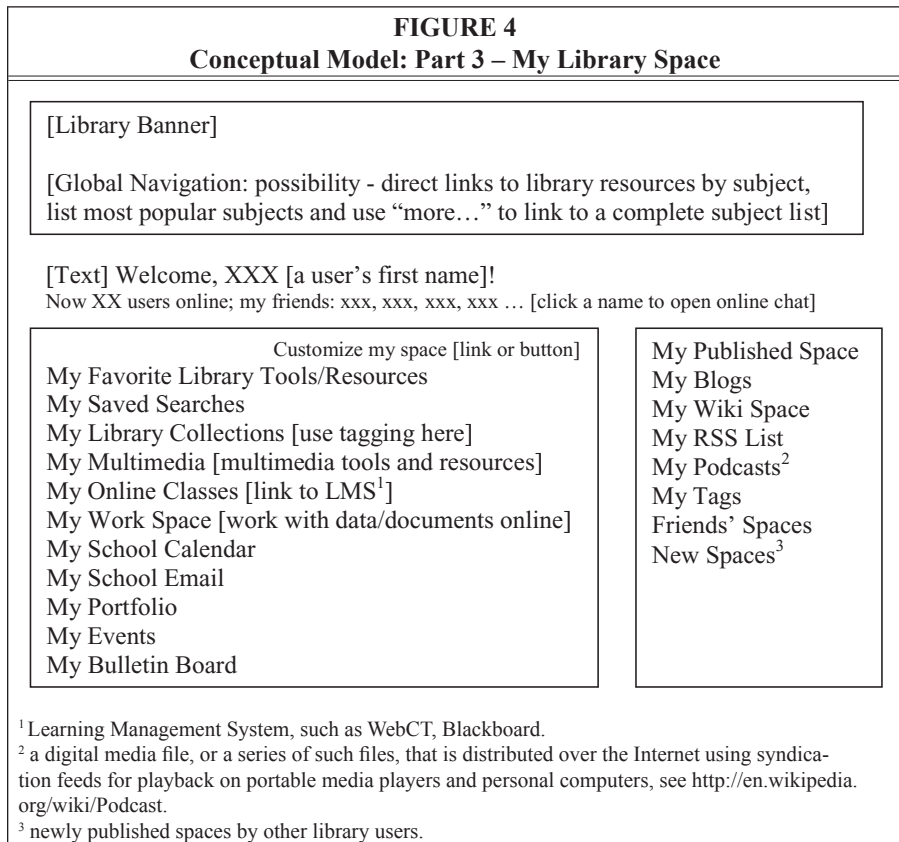 FIGURE 4
Conceptual Model: Part 3 – My Library Space
[Library Banner]
[Global Navigation: possibility - direct links to library resources by subject,
list most popular subjects and use “more…” to link to a complete subject list]
[Text] Welcome, XXX [a user’s first name]!
Now XX users online; my friends: xxx, xxx, xxx, xxx … [click a name to open online chat]
Customize my space [link or button]
My Favorite Library Tools/Resources
My Saved Searches
My Library Collections [use tagging here]
My Multimedia [multimedia tools and resources]
My Online Classes [link to LMS¹]
My Work Space [work with data/documents online]
My School Calendar
My School Email
My Portfolio
My Events
My Bulletin Board
My Published Space
My Blogs
My Wiki Space
My RSS List
My Podcasts²
My Tags
Friends’ Spaces
New Spaces³
¹ Learning Management System, such as WebCT, Blackboard.
² a digital media file, or a series of such files, that is distributed over the Internet using syndica-
tion feeds for playback on portable media players and personal computers, see http://en.wikipedia.
org/wiki/Podcast.
³ newly published spaces by other library users.